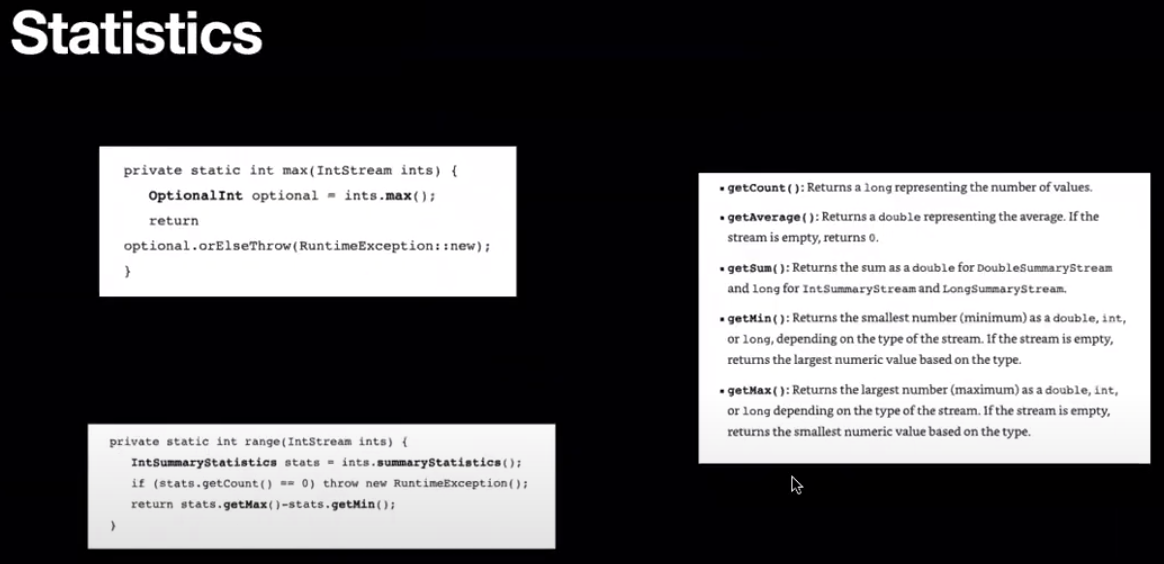 Statistics
private static int max(IntStream ints) {
OptionalInt optional = ints.max();
return
optional.orElseThrow(RuntimeException::new);
}
private static int range(IntStream ints) {
IntSummaryStatistics stats = ints.summaryStatistics();
if (stats.getCount() == 0) throw new RuntimeException();
return stats.getMax()-stats.getMin();
}
▪ getCount(): Returns a long representing the number of values.
▪ getAverage(): Returns a double representing the average. If the
stream is empty, returns 0.
▪ getSum(): Returns the sum as a double for DoubleSummaryStream
and long for IntSummaryStream and LongSummaryStream.
▪ getMin(): Returns the smallest number (minimum) as a double, int,
or long, depending on the type of the stream. If the stream is empty,
returns the largest numeric value based on the type.
▪ getMax(): Returns the largest number (maximum) as a double, int,
or long depending on the type of the stream. If the stream is empty,
returns the smallest numeric value based on the type.